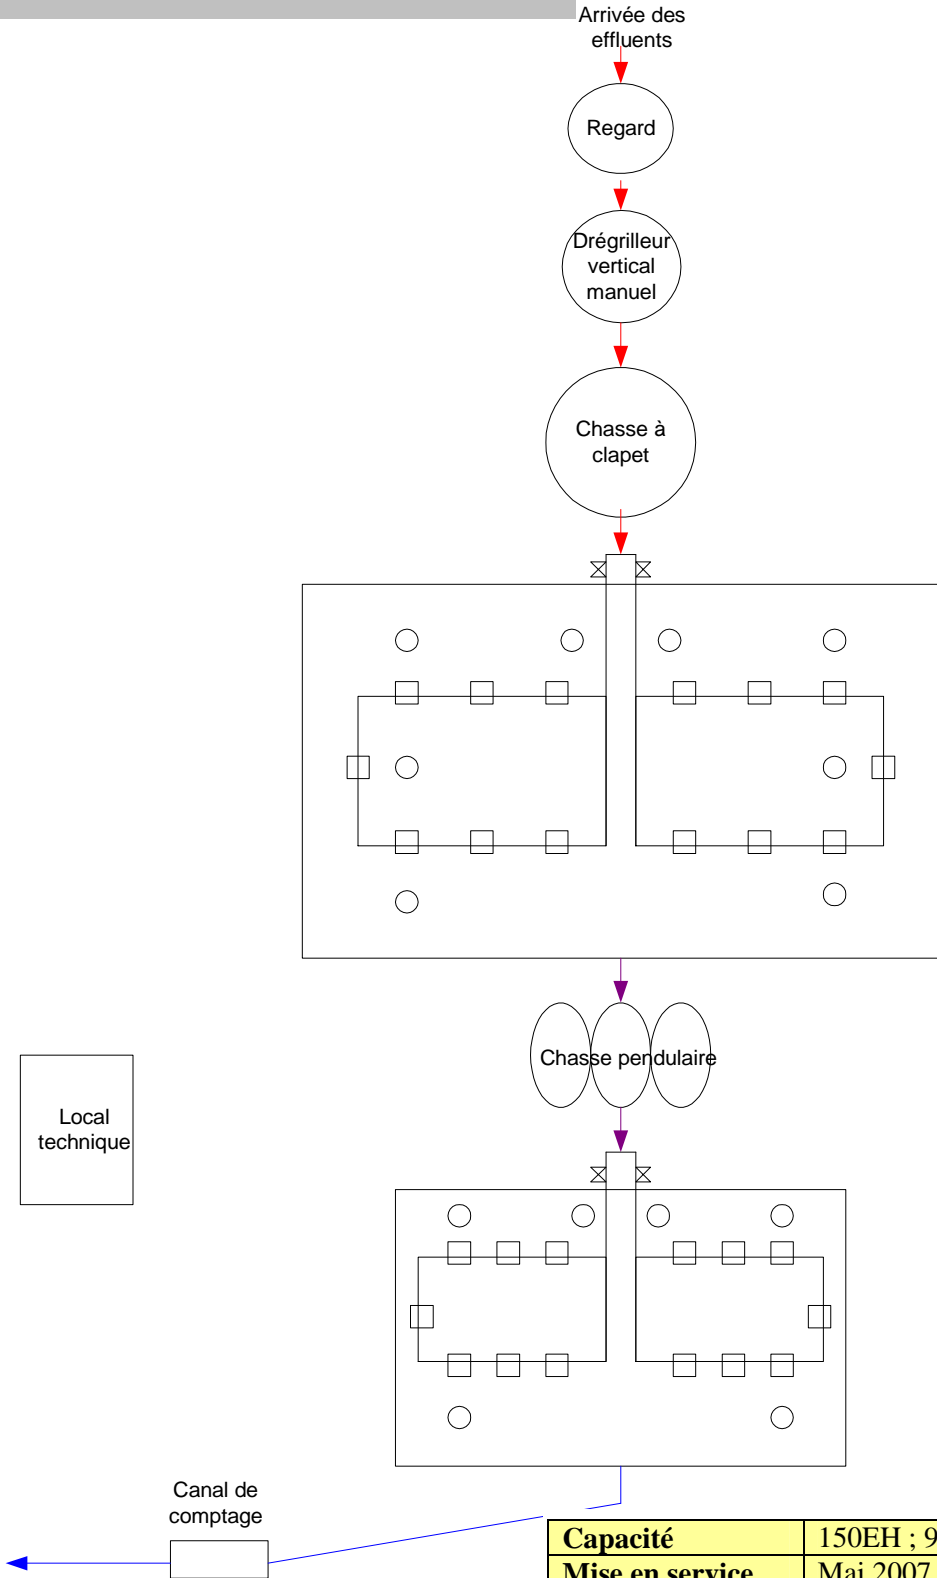 Arrivée des
effluents
Regard
Drégrilleur
vertical
manuel
Chasse à
clapet
Chasse pendulaire
Local
technique
Canal de
comptage
Capacité 150EH ; 9
Mise en service Mai 2007